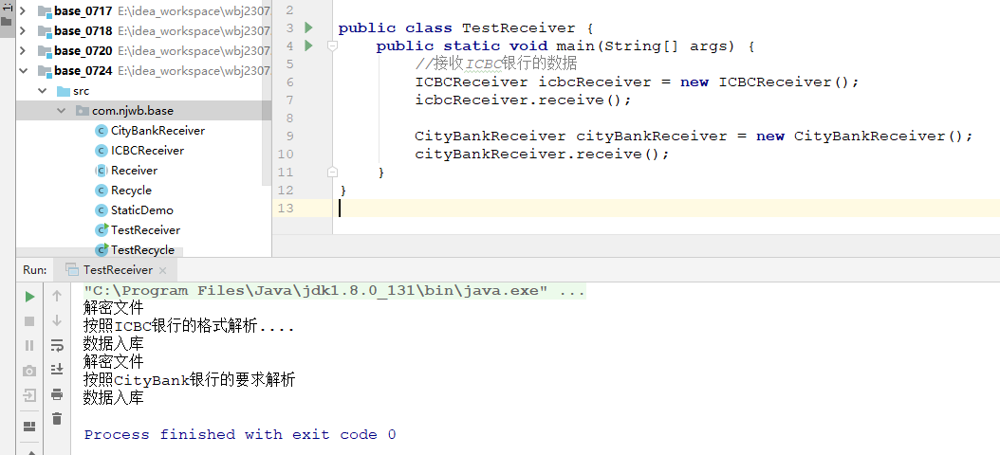 base_0717 E:\idea_workspace\wbj2307
base_0718 E:\idea_workspace\wbj2307
base_0720 E:\idea_workspace\wbj2307
base_0724 E:\idea_workspace\wbj2307
src
com.njwb.base
CityBankReceiver
ICBCReceiver
Receiver
Recycle
StaticDemo
TestReceiver
TestRecycle
2
3 public class TestReceiver {
4 public static void main(String[] args) {
5 //接收ICBC银行的数据
6 ICBCReceiver icbcReceiver = new ICBCReceiver();
7 icbcReceiver.receive();
8
9 CityBankReceiver cityBankReceiver = new CityBankReceiver();
10 cityBankReceiver.receive();
11 }
12 }
13
Run: TestReceiver
"C:\Program Files\Java\jdk1.8.0_131\bin\java.exe" ...
解密文件
按照ICBC银行的格式解析....
数据入库
解密文件
按照CityBank银行的要求解析
数据入库
Process finished with exit code 0